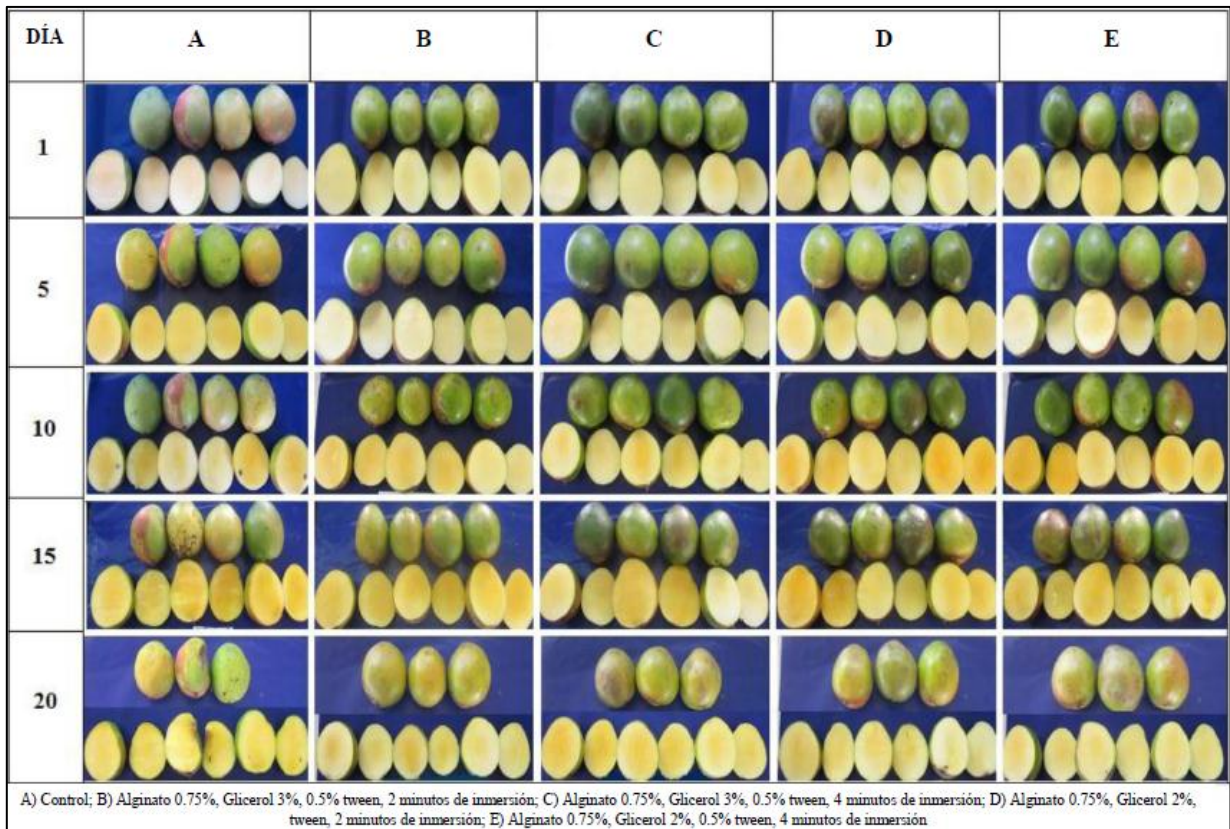 DÍA A B C D E
1
5
10
15
20
A) Control; B) Alginato 0.75%, Glicerol 3%, 0.5% tween, 2 minutos de inmersión; C) Alginato 0.75%, Glicerol 3%, 0.5% tween, 4 minutos de inmersión; D) Alginato 0.75%, Glicerol 2%,
tween, 2 minutos de inmersión; E) Alginato 0.75%, Glicerol 2%, 0.5% tween, 4 minutos de inmersión